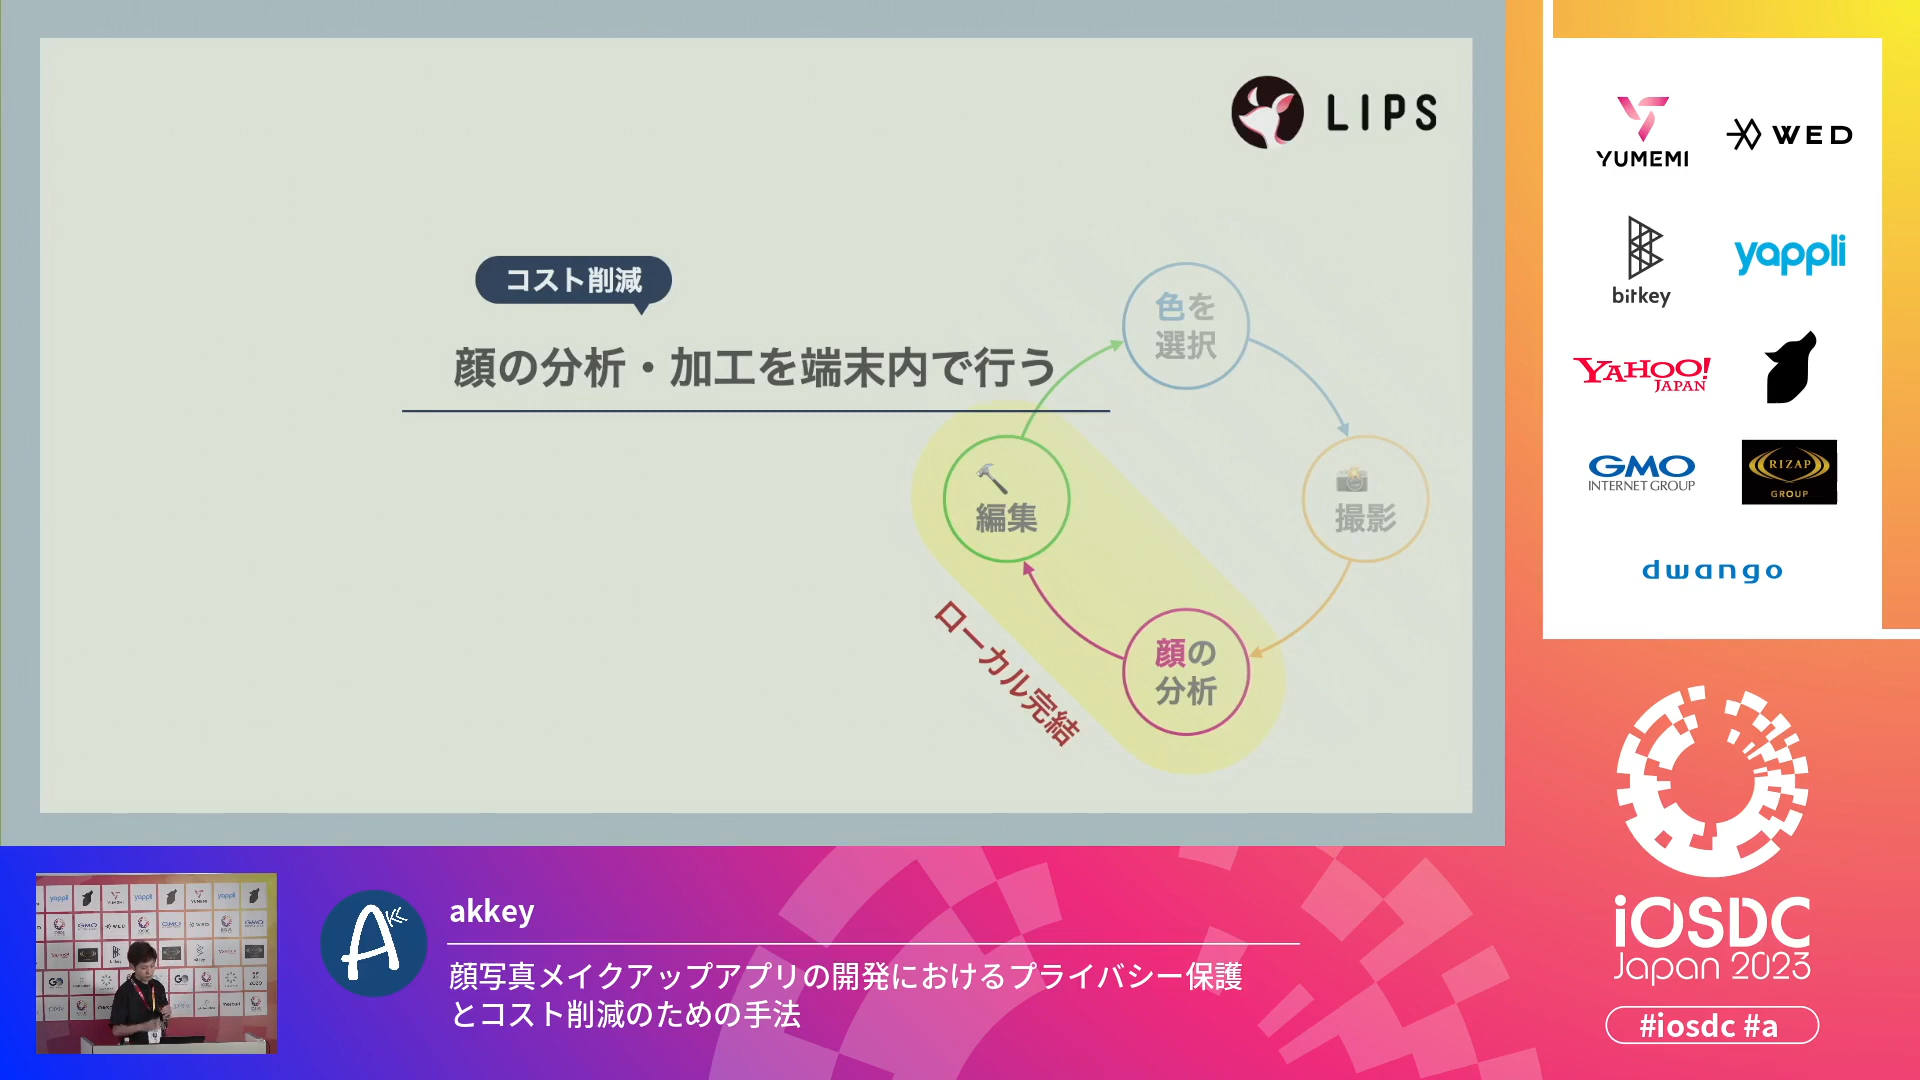 LIPS
コスト削減
顔の分析・加工を端末内で行う
色を
選択
編集
撮影
顔の
分析
ローカル完結
YUMEMI
WED
bitkey
yappli
YAHOO!
JAPAN
GMO
INTERNET GROUP
RIZAP
GROUP
dwango
iOSDC
Japan 2023
#iosdc #a
akkey
顔写真メイクアップアプリの開発におけるプライバシー保護
とコスト削減のための手法